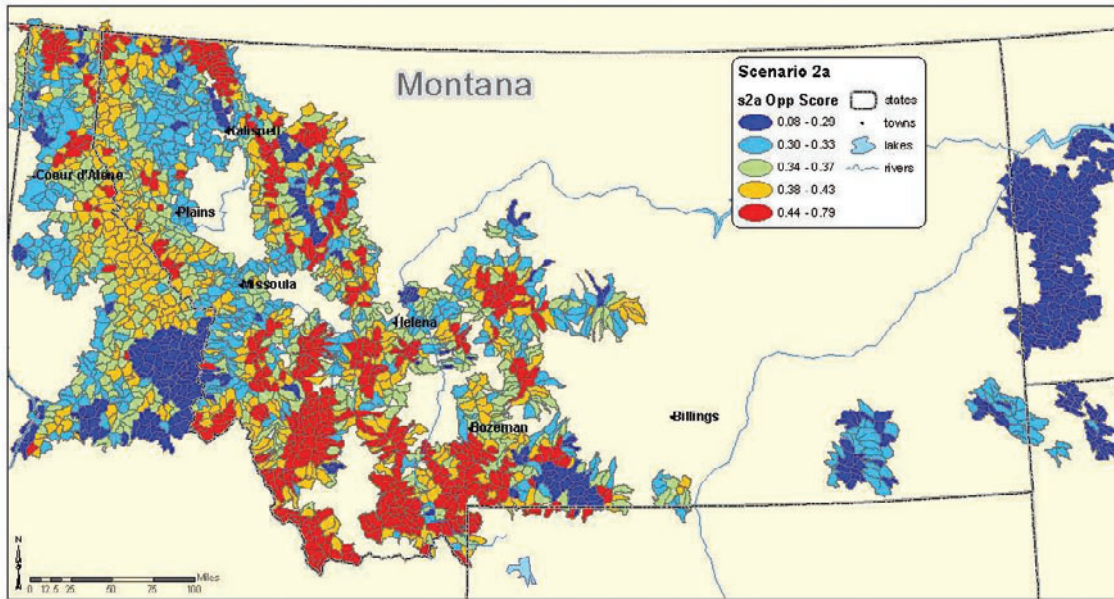 Montana
Scenario 2a
s2a Opp Score
0.08 - 0.29
0.30 - 0.33
0.34 - 0.37
0.38 - 0.43
0.44 - 0.79
states
towns
lakes
rivers
Kalispell
Coeur d'Alene
Plains
Missoula
Helena
Billings
Bozeman
N
Miles
0 12.5 25 50 75 100